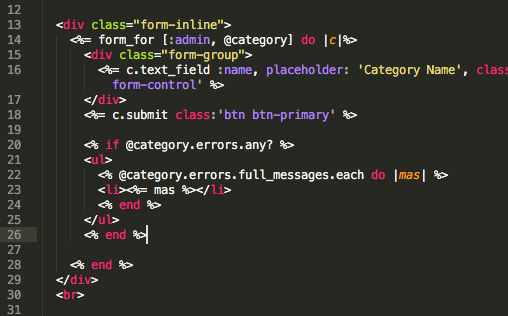 12
13 <div class="form-inline">
14 <%= form_for [:admin, @category] do |c|%>
15 <div class="form-group">
16 <%= c.text_field :name, placeholder: 'Category Name', clas
form-control' %>
17 </div>
18 <%= c.submit class:'btn btn-primary' %>
19
20 <% if @category.errors.any? %>
21 <ul>
22 <% @category.errors.full_messages.each do |mas| %>
23 <li><%= mas %></li>
24 <% end %>
25 </ul>
26 <% end %>
27
28 <% end %>
29 </div>
30 <br>
31